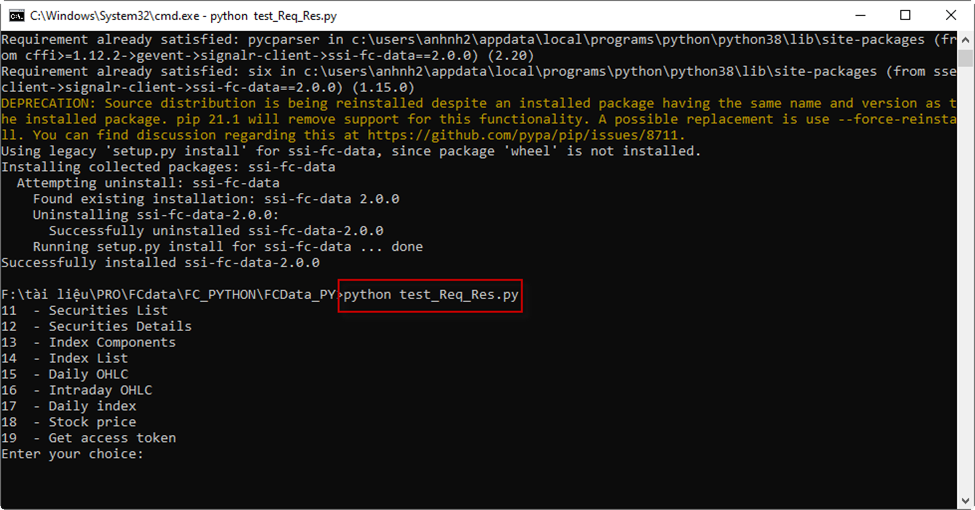 C:\Windows\System32\cmd.exe - python test_Req_Res.py
Requirement already satisfied: pycparser in c:\users\anhnh2\appdata\local\programs\python\python38\lib\site-packages (fr
om cffi>=1.12.2->gevent->signalr-client->ssi-fc-data==2.0.0) (2.20)
Requirement already satisfied: six in c:\users\anhnh2\appdata\local\programs\python\python38\lib\site-packages (from sse
client->signalr-client->ssi-fc-data==2.0.0) (1.15.0)
DEPRECATION: Source distribution is being reinstalled despite an installed package having the same name and version as t
he installed package. pip 21.1 will remove support for this functionality. A possible replacement is use --force-reinsta
ll. You can find discussion regarding this at https://github.com/pypa/pip/issues/8711.
Using legacy 'setup.py install' for ssi-fc-data, since package 'wheel' is not installed.
Installing collected packages: ssi-fc-data
  Attempting uninstall: ssi-fc-data
    Found existing installation: ssi-fc-data 2.0.0
    Uninstalling ssi-fc-data-2.0.0:
      Successfully uninstalled ssi-fc-data-2.0.0
    Running setup.py install for ssi-fc-data ... done
Successfully installed ssi-fc-data-2.0.0
F:\tài liệu\PRO\FCdata\FC_PYTHON\FCData_PY>python test_Req_Res.py
11  - Securities List
12  - Securities Details
13  - Index Components
14  - Index List
15  - Daily OHLC
16  - Intraday OHLC
17  - Daily index
18  - Stock price
19  - Get access token
Enter your choice: